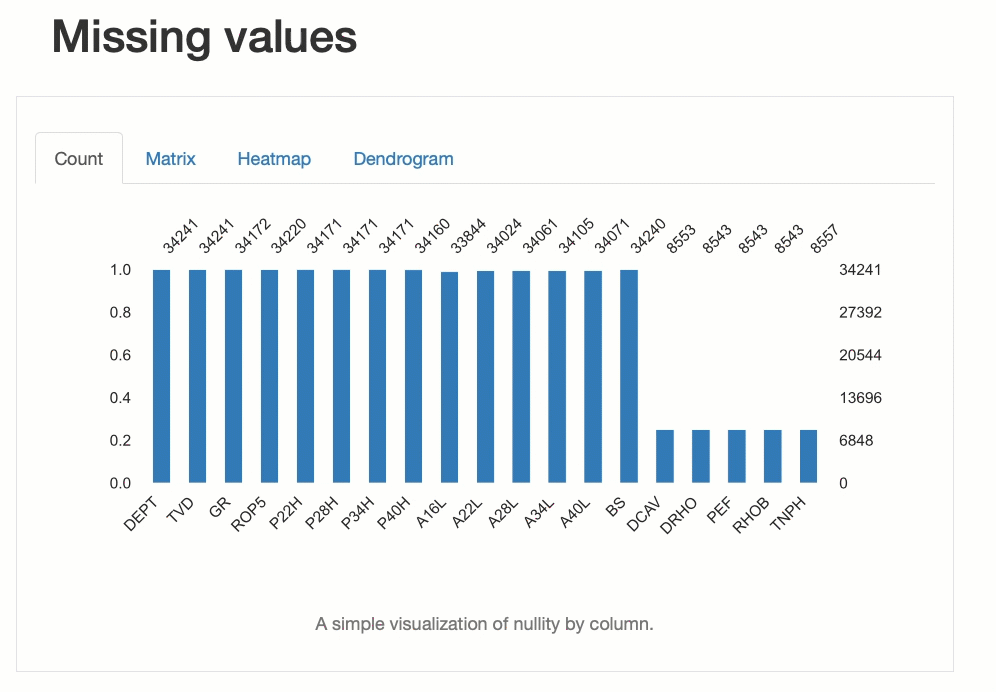 Missing values
Count Matrix Heatmap Dendrogram
34241 34241 34172 34220 34171 34171 34171 34160 33844 34024 34061 34105 34071 34240 8553 8543 8543 8543 8557
1.0 34241
0.8 27392
0.6 20544
0.4 13696
0.2 6848
0.0 0
DEPT TVD GR ROP5 P22H P28H P34H P40H A16L A22L A28L A34L A40L BS DCAV DRHO PEF RHOB TNPH
A simple visualization of nullity by column.